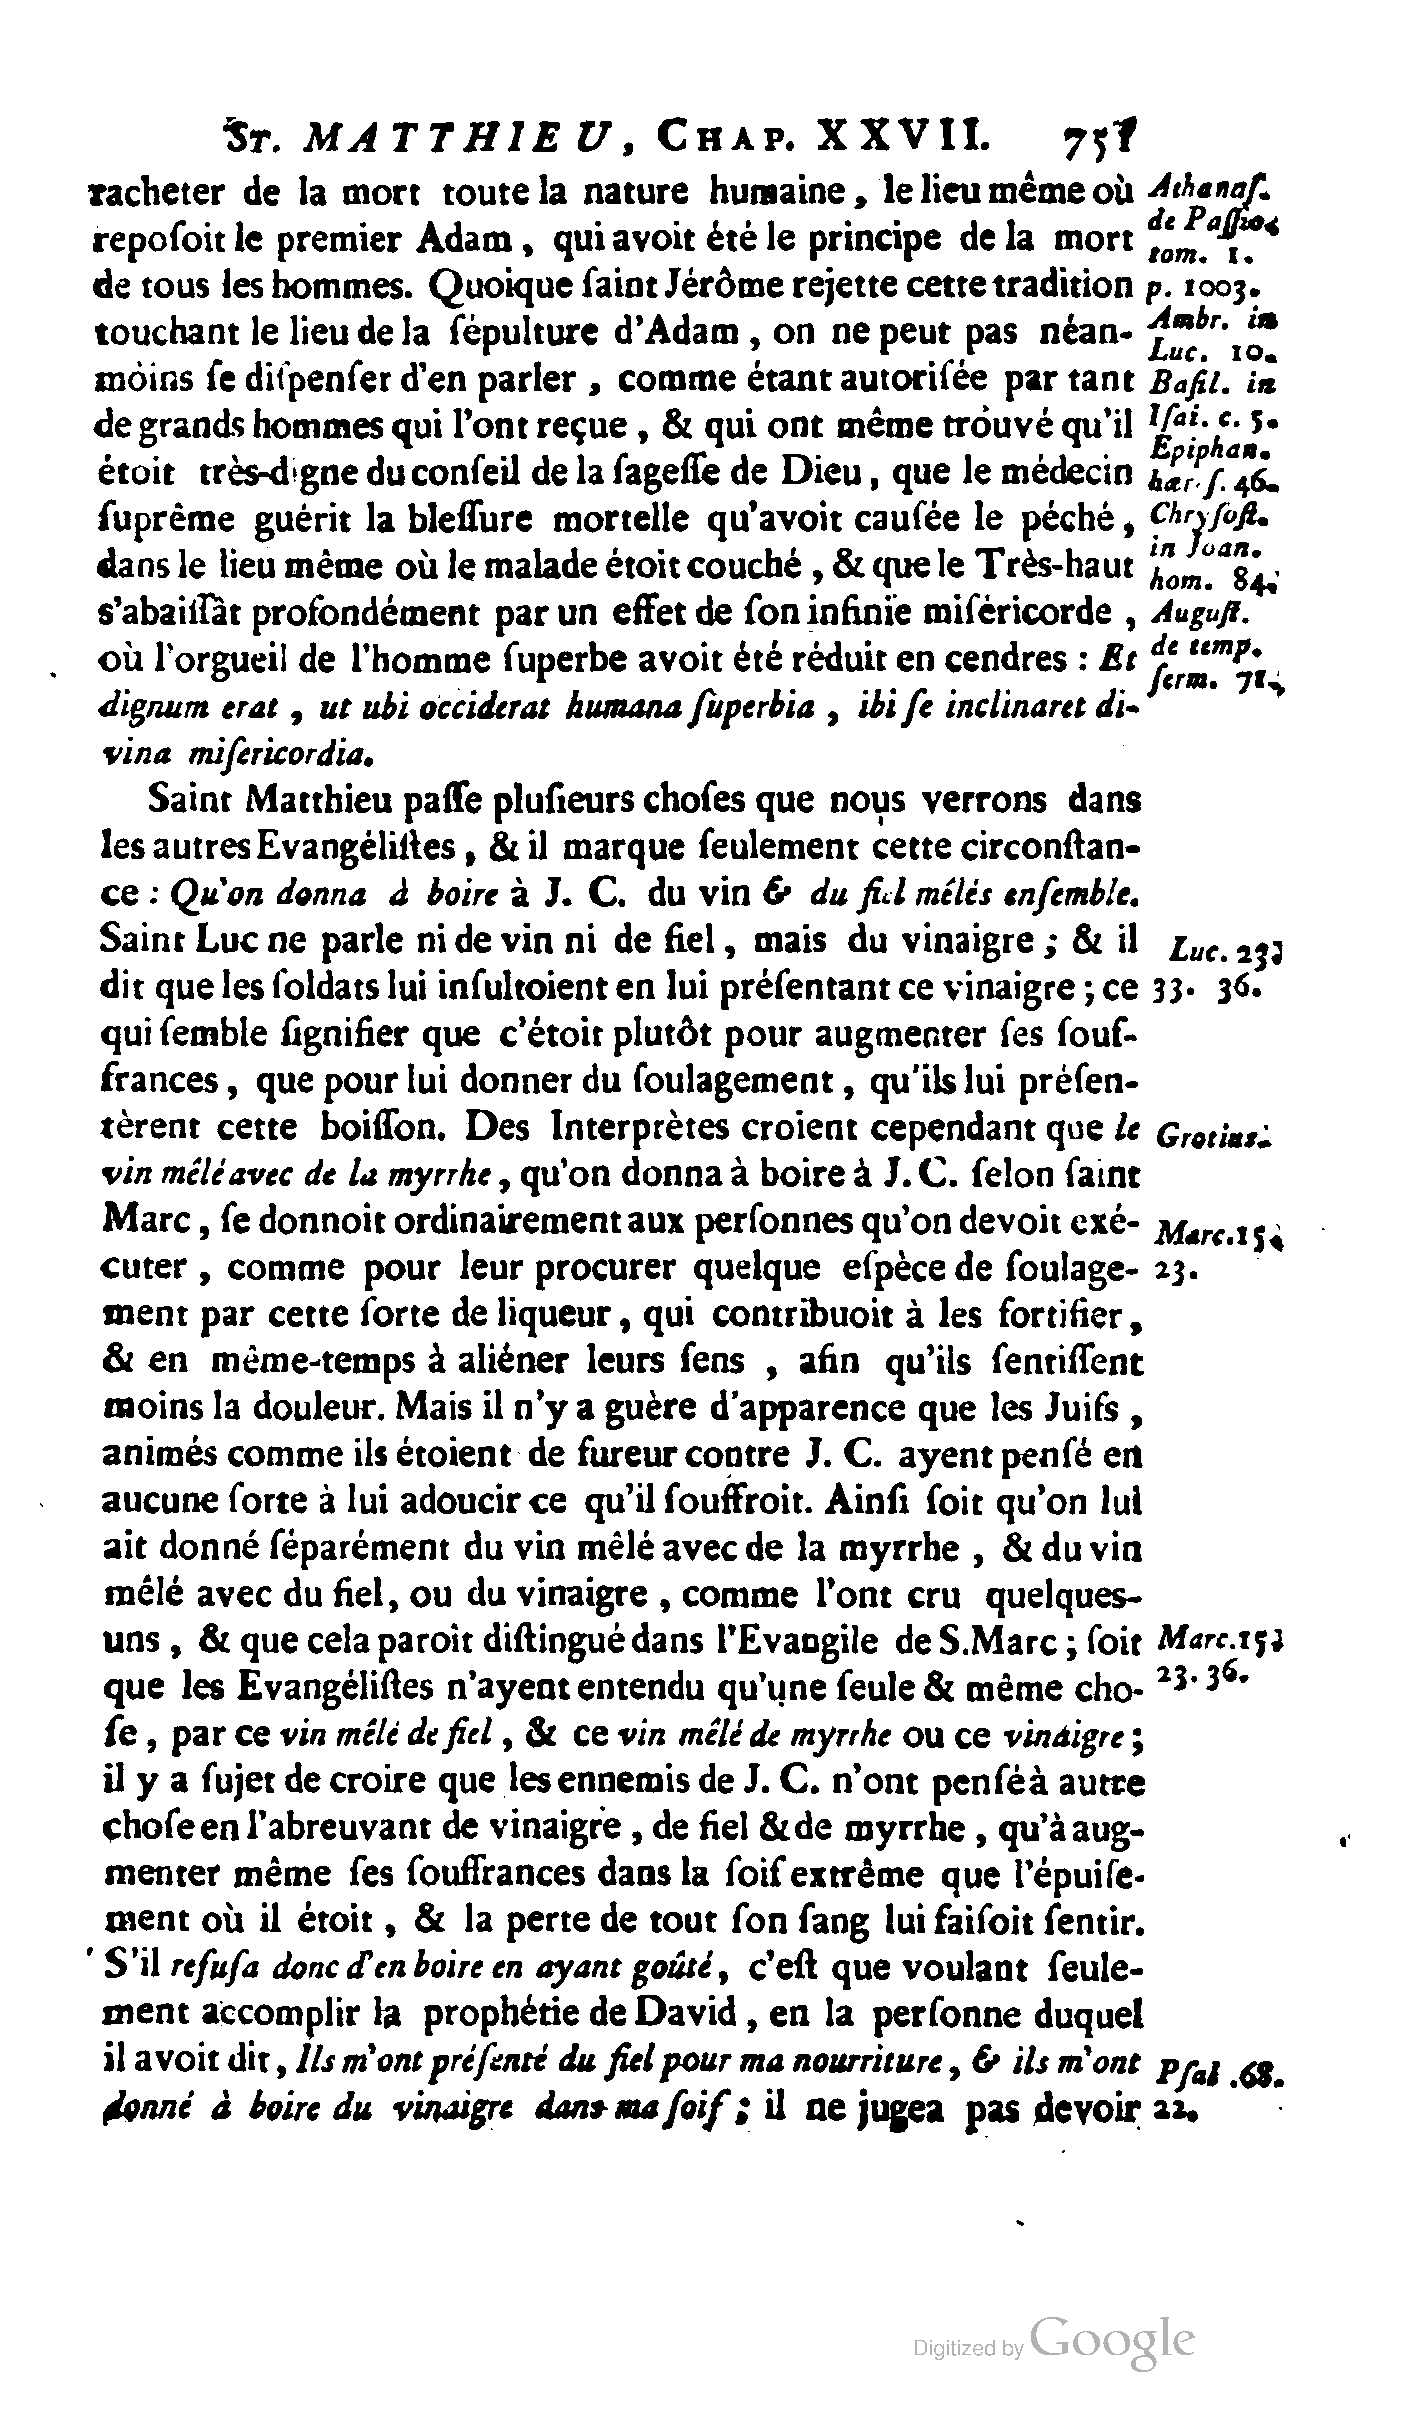 St. MATTHIEU, CHAP. XXVII. 751
racheter de la mort toute la nature humaine, le lieu même où
repoſoit le premier Adam, qui avoit été le principe de la mort
de tous les hommes. Quoique ſaint Jérôme rejette cette tradition
touchant le lieu de la ſépulture d'Adam, on ne peut pas néan-
moins ſe diſpenſer d'en parler, comme étant autoriſée par tant
de grands hommes qui l'ont reçue, & qui ont même trouvé qu'il
étoit très-digne du conſeil de la ſageſſe de Dieu, que le médecin
ſuprême guérit la bleſſure mortelle qu'avoit cauſée le péché,
dans le lieu même où le malade étoit couché, & que le Très-haut
s'abaiſſât profondément par un effet de ſon infinie miſéricorde,
où l'orgueil de l'homme ſuperbe avoit été réduit en cendres : Et
dignum erat, ut ubi occiderat humana ſuperbia, ibi ſe inclinaret di-
vina miſericordia.
Athanaſ.
de Paſſio.
tom. 1.
p. 1003.
Ambr. in
Luc. 10.
Baſil. in
Iſai. c. 5.
Epiphan.
hær. ſ. 46.
Chryſoſt.
in Joan.
hom. 84.
Auguſt.
de temp.
ſerm. 71.
Saint Matthieu paſſe pluſieurs choſes que nous verrons dans
les autres Evangéliſtes, & il marque ſeulement cette circonſtan-
ce : Qu'on donna à boire à J. C. du vin & du fiel mêlés enſemble.
Saint Luc ne parle ni de vin ni de fiel, mais du vinaigre ; & il
dit que les ſoldats lui inſultoient en lui préſentant ce vinaigre ; ce
qui ſemble ſignifier que c'étoit plutôt pour augmenter ſes ſouf-
frances, que pour lui donner du ſoulagement, qu'ils lui préſen-
tèrent cette boiſſon. Des Interprètes croient cependant que le
vin mêlé avec de la myrrhe, qu'on donna à boire à J. C. ſelon ſaint
Marc, ſe donnoit ordinairement aux perſonnes qu'on devoit exé-
cuter, comme pour leur procurer quelque eſpèce de ſoulage-
ment par cette ſorte de liqueur, qui contribuoit à les fortifier,
& en même-temps à aliéner leurs ſens, afin qu'ils ſentiſſent
moins la douleur. Mais il n'y a guère d'apparence que les Juifs,
animés comme ils étoient de fureur contre J. C. ayent penſé en
aucune ſorte à lui adoucir ce qu'il ſouffroit. Ainſi ſoit qu'on lui
ait donné ſéparément du vin mêlé avec de la myrrhe, & du vin
mêlé avec du fiel, ou du vinaigre, comme l'ont cru quelques-
uns, & que cela paroît diſtingué dans l'Evangile de S. Marc ; ſoit
que les Evangéliſtes n'ayent entendu qu'une ſeule & même cho-
ſe, par ce vin mêlé de fiel, & ce vin mêlé de myrrhe ou ce vinaigre ;
il y a ſujet de croire que les ennemis de J. C. n'ont penſé à autre
choſe en l'abreuvant de vinaigre, de fiel & de myrrhe, qu'à aug-
menter même ſes ſouffrances dans la ſoif extrême que l'épuiſe-
ment où il étoit, & la perte de tout ſon ſang lui faiſoit ſentir.
S'il refuſa donc d'en boire en ayant goûté, c'eſt que voulant ſeule-
ment accomplir la prophétie de David, en la perſonne duquel
il avoit dit, Ils m'ont préſenté du fiel pour ma nourriture, & ils m'ont
donné à boire du vinaigre dans ma ſoif ; il ne jugea pas devoir
Luc. 23.
33. 36.
Grotius.
Marc. 15.
23.
Marc. 15.
23. 36.
Pſal. 68.
22.
Digitized by Google